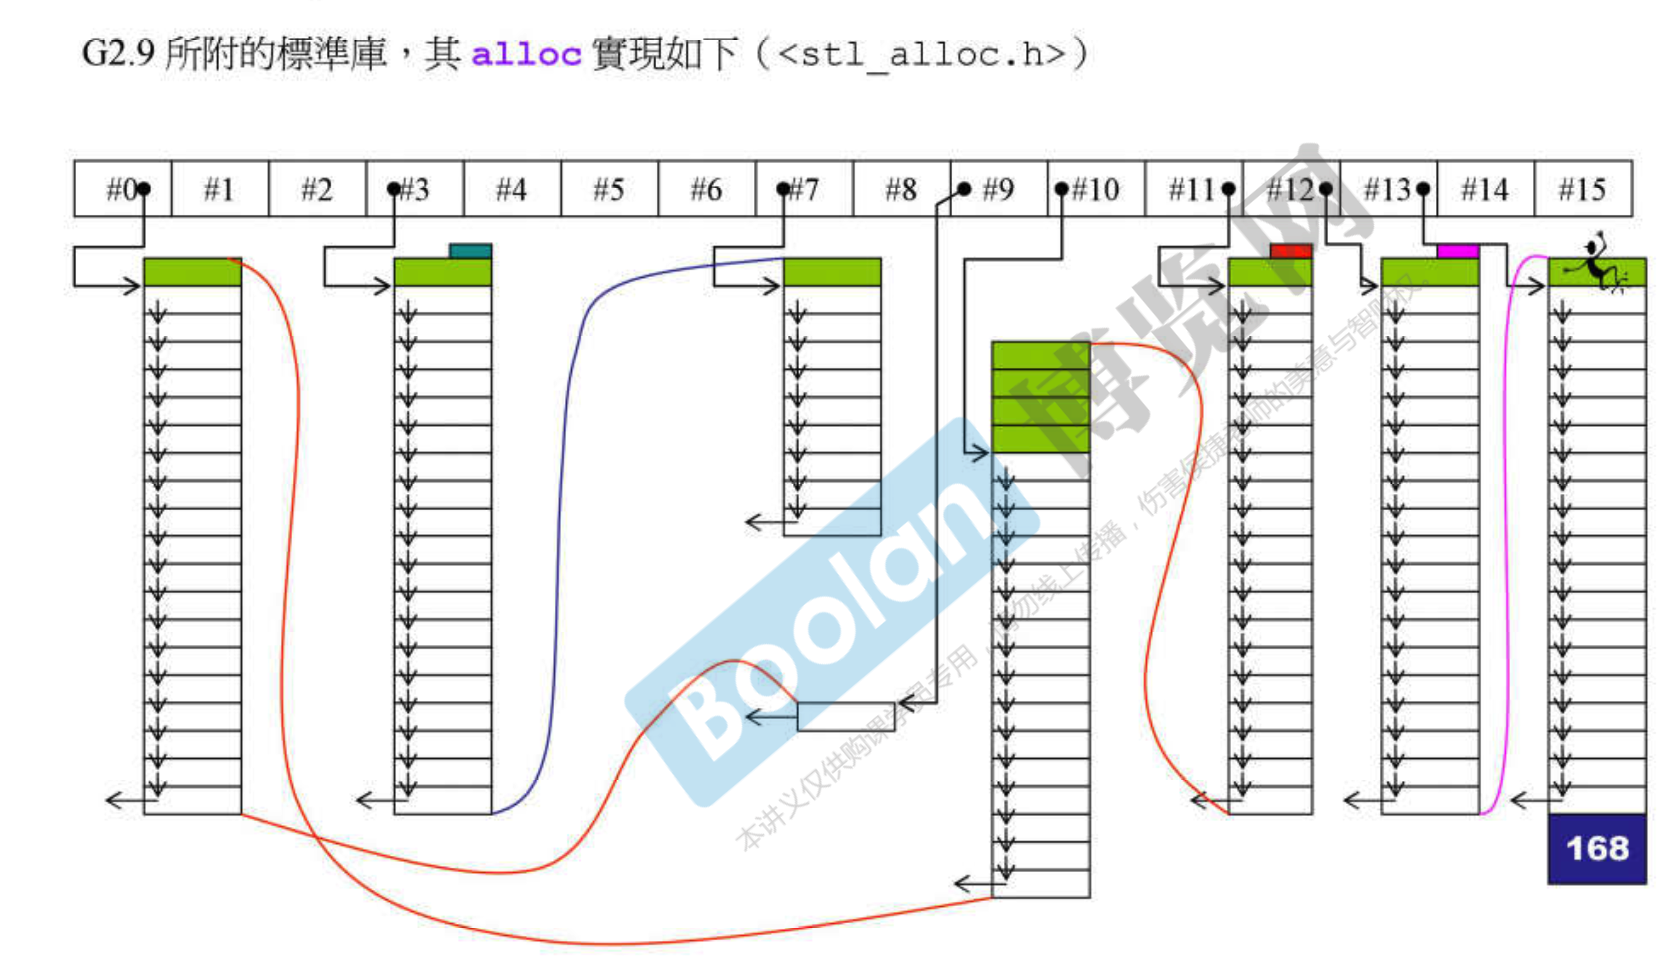 G2.9 所附的標準庫，其 alloc 實現如下（<stl_alloc.h>）
#0 #1 #2 #3 #4 #5 #6 #7 #8 #9 #10 #11 #12 #13 #14 #15
博览网
Boolan
本讲义仅供购课学员专用，请勿线上传播，伤害侯捷老师的美意与智财权。
168